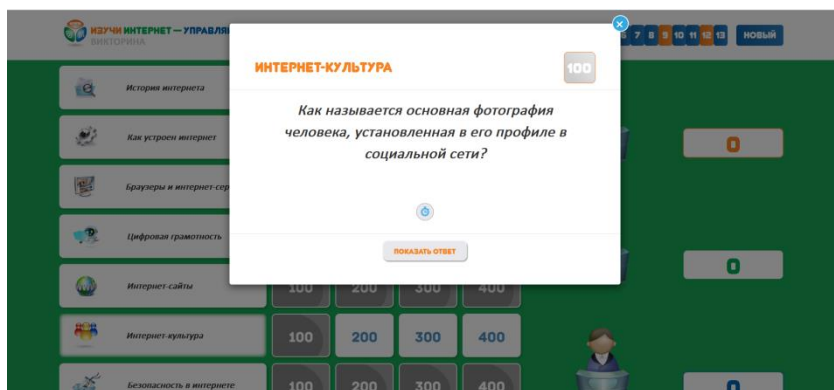 ИЗУЧИ ИНТЕРНЕТ — УПРАВЛЯ
ВИКТОРИНА
6 7 8 9 10 11 12 13 НОВЫЙ
ИНТЕРНЕТ-КУЛЬТУРА 100
Как называется основная фотография
человека, установленная в его профиле в
социальной сети?
ПОКАЗАТЬ ОТВЕТ
История интернета
Как устроен интернет
0
Браузеры и интернет-сер
Цифровая грамотность
0
Интернет-сайты 100 200 300 400
Интернет-культура 100 200 300 400
Безопасность в интернете 100 200 300 400
0